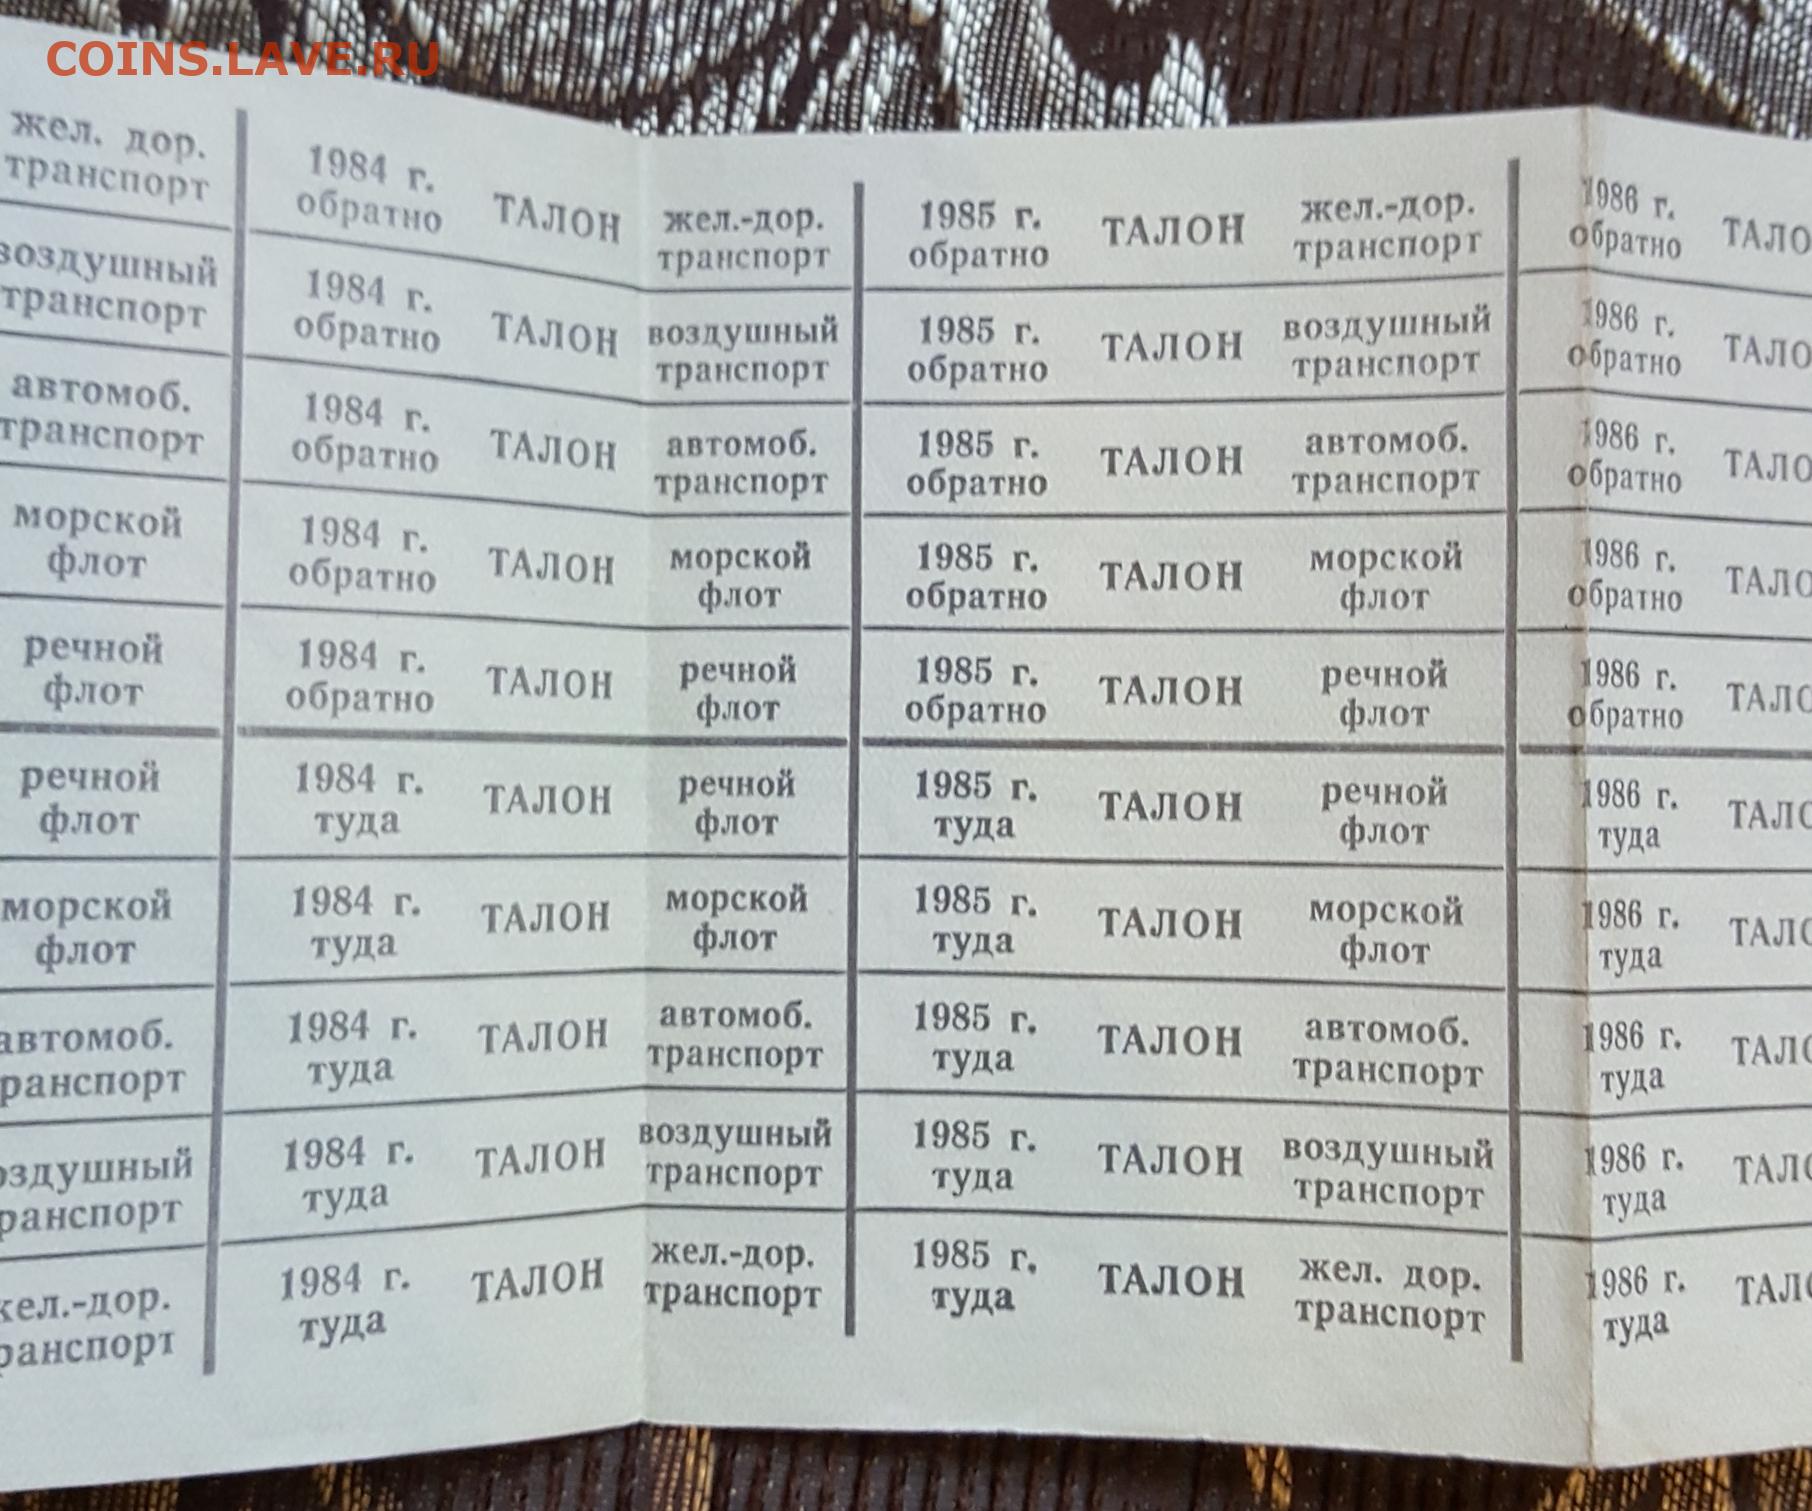 COINS.LAVE.RU
жел. дор. 1984 г. ТАЛОН жел.-дор. 1985 г. ТАЛОН жел.-дор. 1986 г.
транспорт обратно транспорт обратно транспорт обратно
воздушный 1984 г. ТАЛОН воздушный 1985 г. ТАЛОН воздушный 1986 г.
транспорт обратно транспорт обратно транспорт обратно
автомоб. 1984 г. ТАЛОН автомоб. 1985 г. ТАЛОН автомоб. 1986 г.
транспорт обратно транспорт обратно транспорт обратно
морской 1984 г. ТАЛОН морской 1985 г. ТАЛОН морской 1986 г.
флот обратно флот обратно флот обратно
речной 1984 г. ТАЛОН речной 1985 г. ТАЛОН речной 1986 г.
флот обратно флот обратно флот обратно
речной 1984 г. ТАЛОН речной 1985 г. ТАЛОН речной 1986 г.
флот туда флот туда флот туда
морской 1984 г. ТАЛОН морской 1985 г. ТАЛОН морской 1986 г.
флот туда флот туда флот туда
автомоб. 1984 г. ТАЛОН автомоб. 1985 г. ТАЛОН автомоб. 1986 г.
туда транспорт туда транспорт туда
1984 г. ТАЛОН воздушный 1985 г. ТАЛОН воздушный 1986 г.
туда транспорт туда транспорт туда
1984 г. ТАЛОН жел.-дор. 1985 г. ТАЛОН жел. дор. 1986 г.
туда транспорт туда транспорт туда